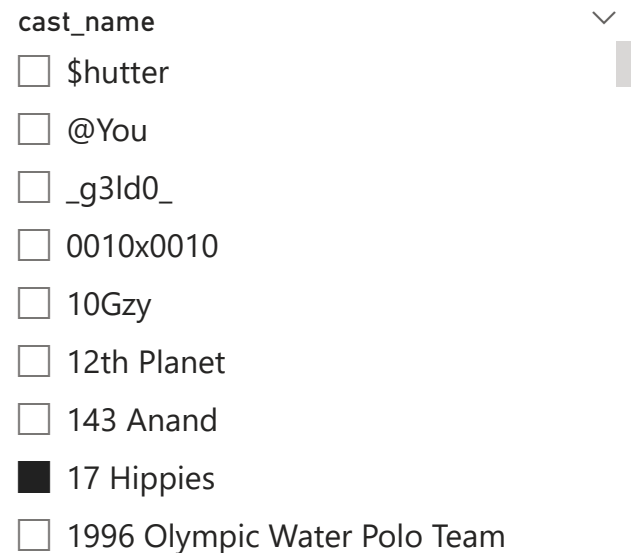 cast_name
$hutter
@You
_g3ld0_
0010x0010
10Gzy
12th Planet
143 Anand
17 Hippies
1996 Olympic Water Polo Team